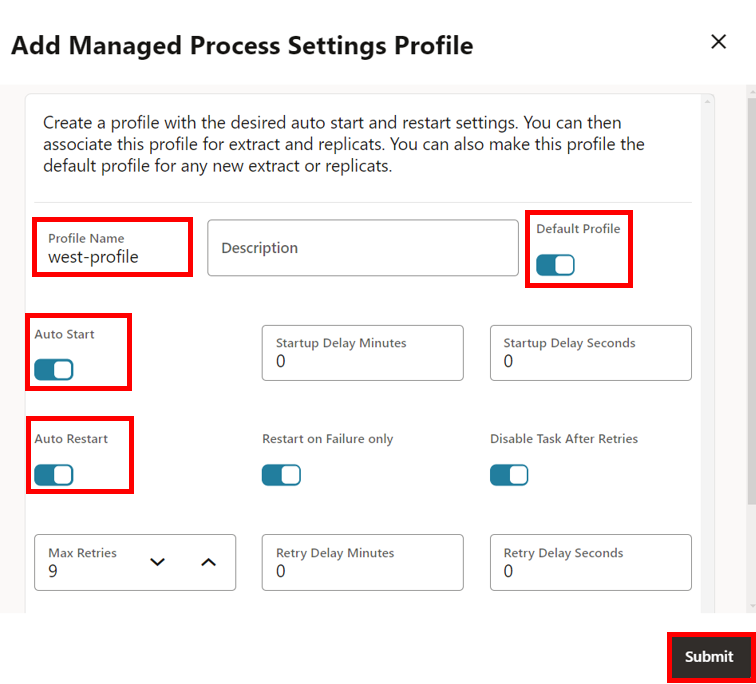 Add Managed Process Settings Profile
Create a profile with the desired auto start and restart settings. You can then
associate this profile for extract and replicats. You can also make this profile the
default profile for any new extract or replicats.
Profile Name
west-profile
Description
Default Profile
Auto Start
Startup Delay Minutes
0
Startup Delay Seconds
0
Auto Restart
Restart on Failure only
Disable Task After Retries
Max Retries
9
Retry Delay Minutes
0
Retry Delay Seconds
0
Submit